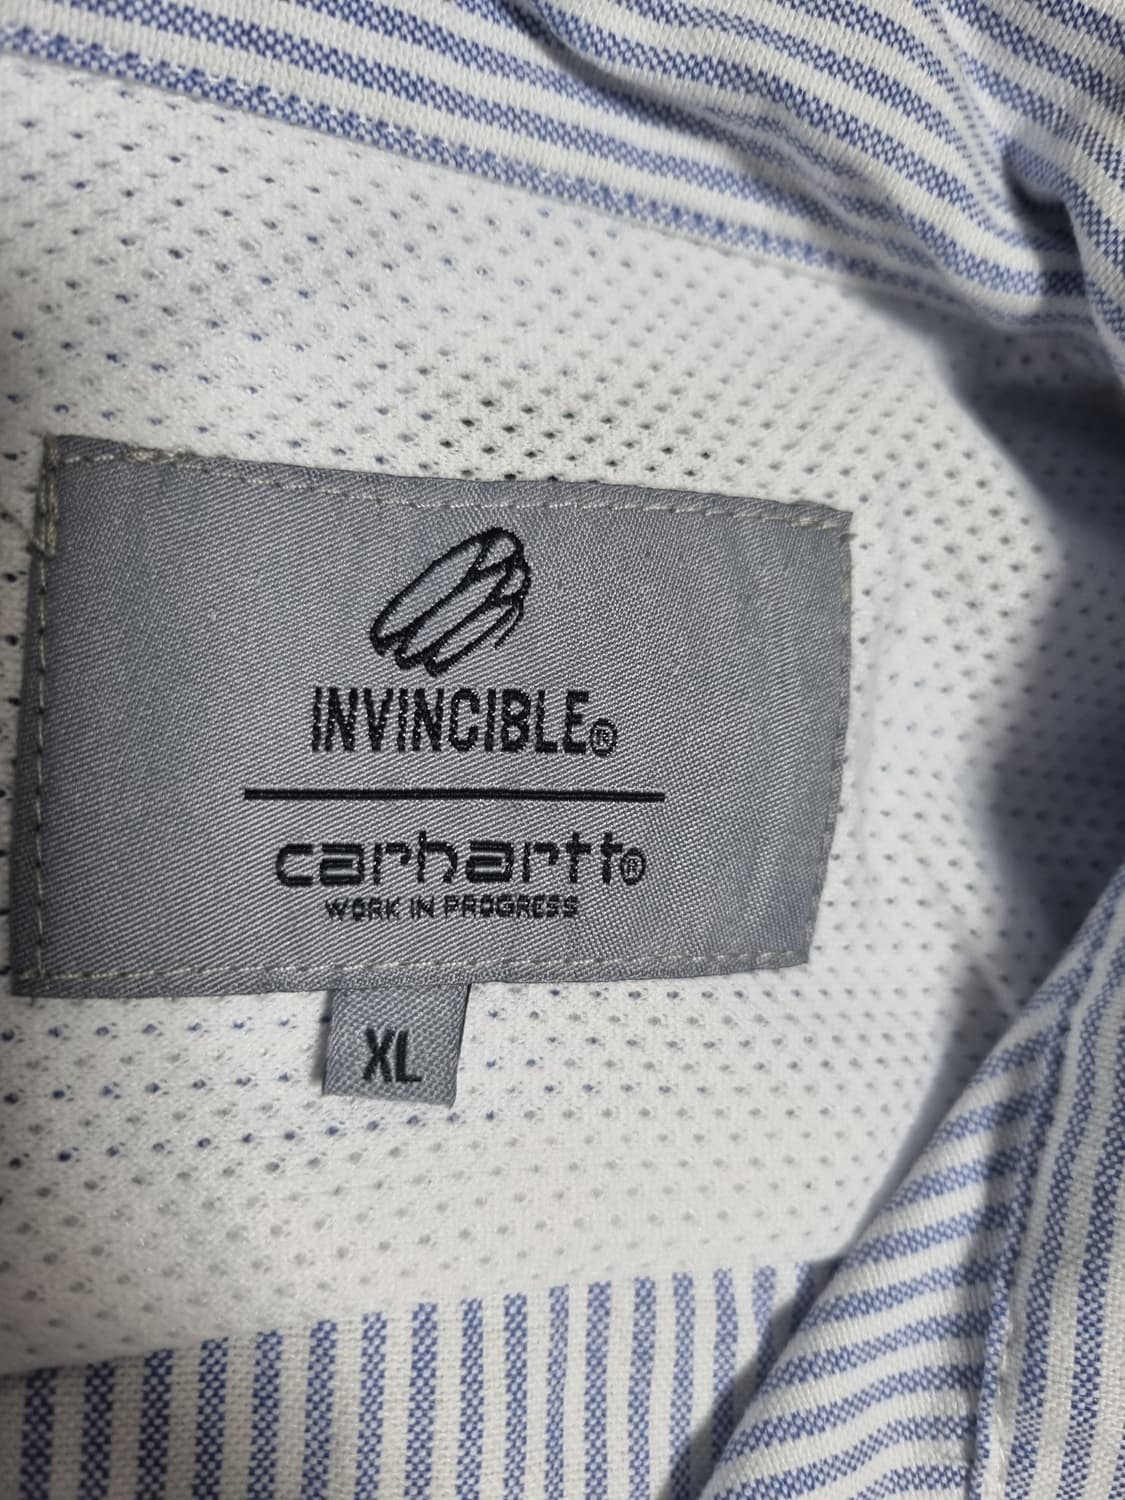 INVINCIBLE®
carhartt®
WORK IN PROGRESS
XL